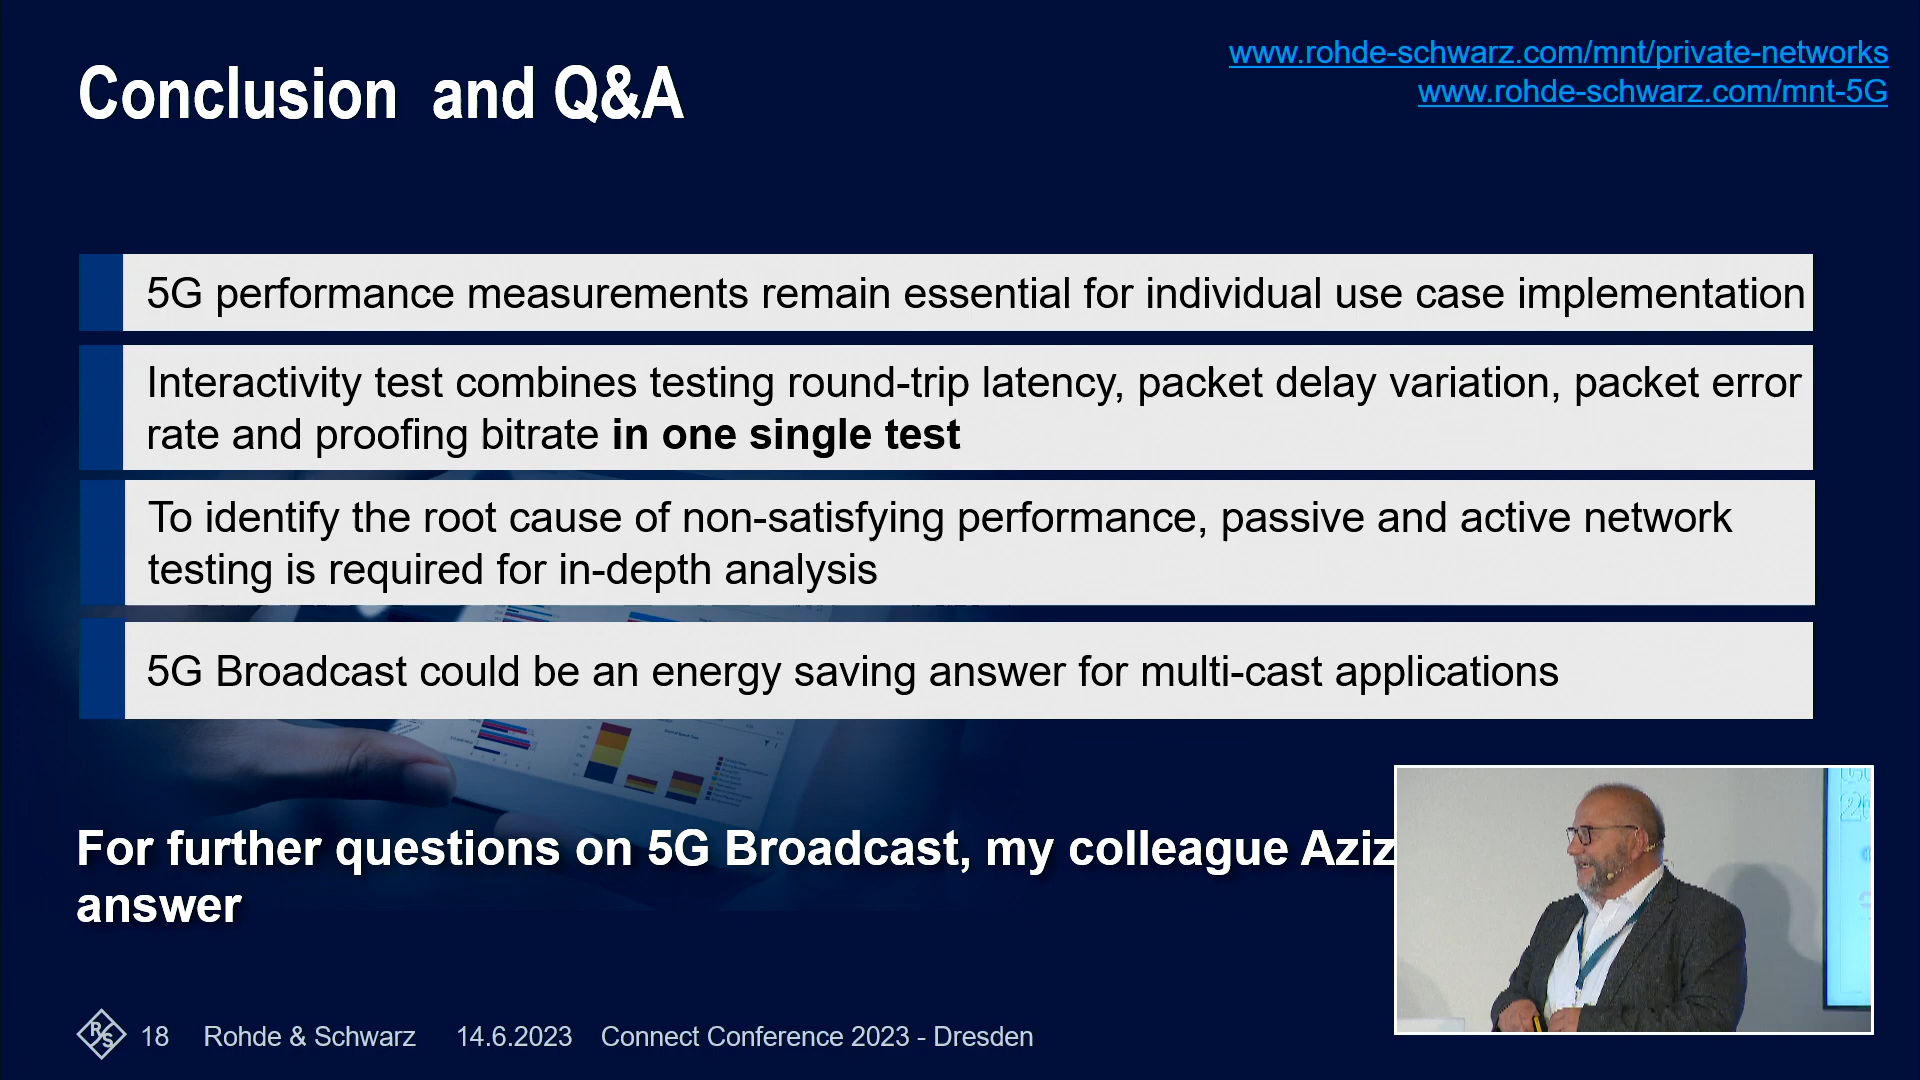 www.rohde-schwarz.com/mnt/private-networks
Conclusion and Q&A
www.rohde-schwarz.com/mnt-5G
5G performance measurements remain essential for individual use case implementation
Interactivity test combines testing round-trip latency, packet delay variation, packet error
rate and proofing bitrate in one single test
To identify the root cause of non-satisfying performance, passive and active network
testing is required for in-depth analysis
5G Broadcast could be an energy saving answer for multi-cast applications
For further questions on 5G Broadcast, my colleague Aziz
answer
R S 18 Rohde & Schwarz 14.6.2023 Connect Conference 2023 - Dresden